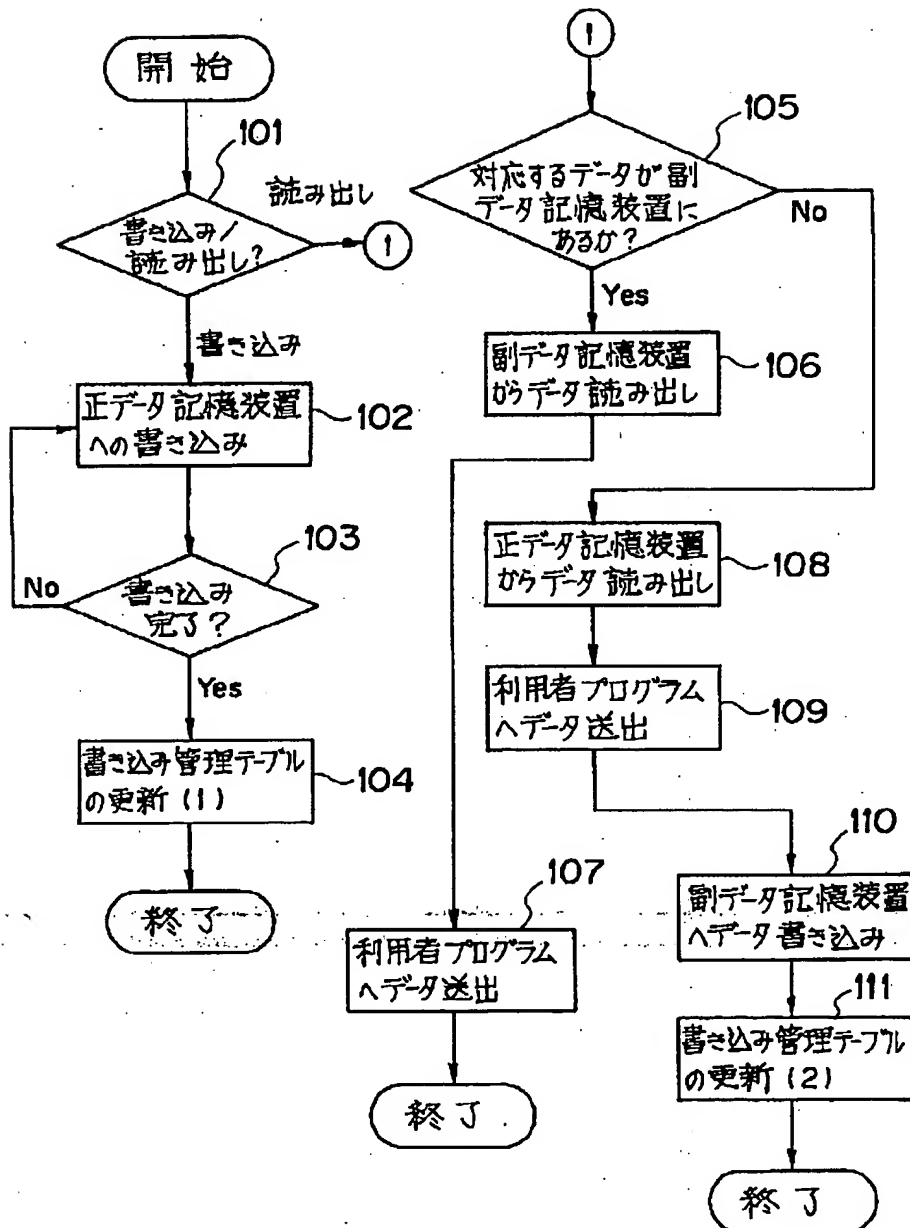 開始
101
読み出し
書き込み/
読み出し?
1
書き込み
正データ記憶装置
への書き込み
102
103
No
書き込み
完了?
Yes
書き込み管理テーブル
の更新(1)
104
終了
1
105
対応するデータが副
データ記憶装置に
あるか?
No
Yes
副データ記憶装置
からデータ読み出し
106
正データ記憶装置
からデータ読み出し
108
利用者プログラム
へデータ送出
109
107
利用者プログラム
へデータ送出
終了
110
副データ記憶装置
へデータ書き込み
111
書き込み管理テーブル
の更新(2)
終了